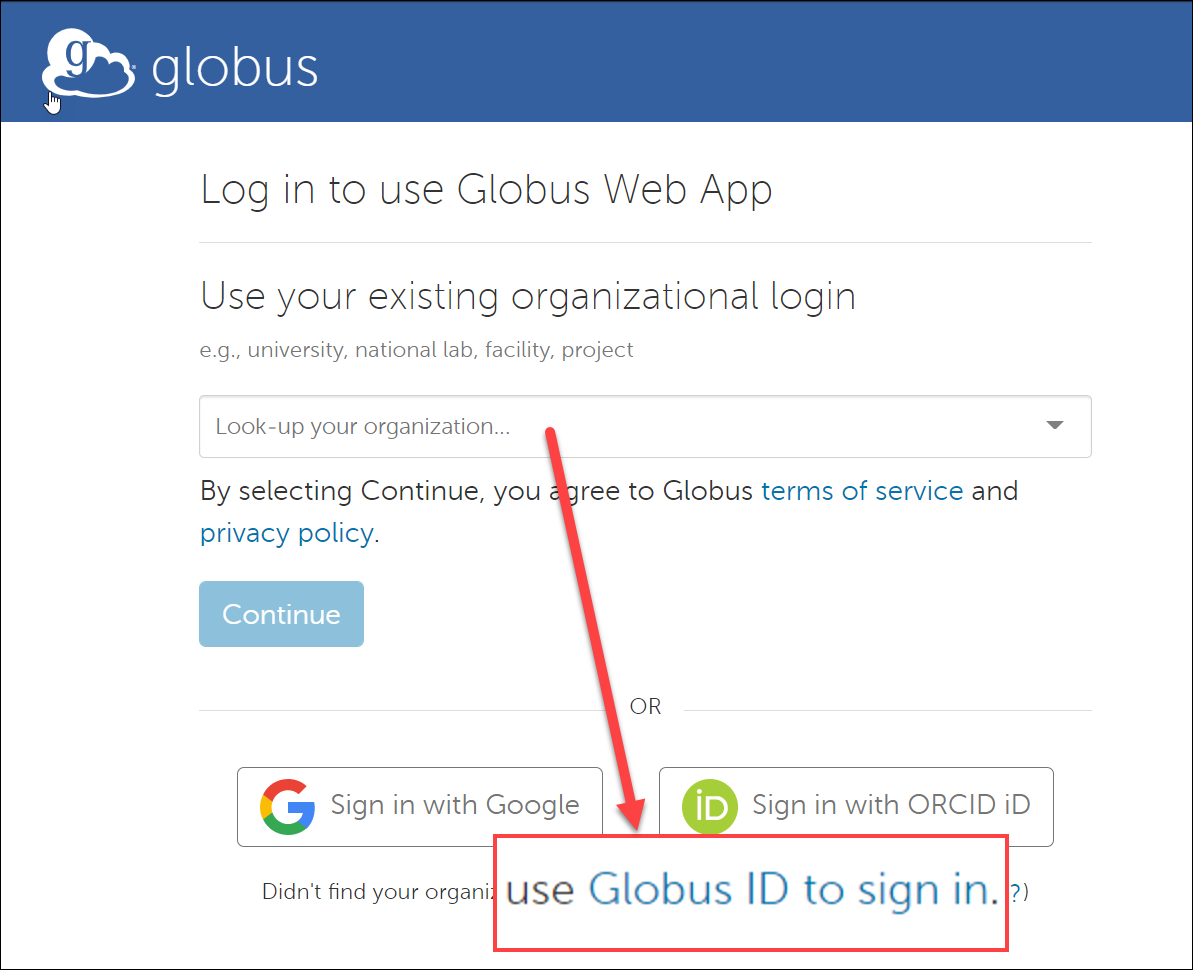 g globus
Log in to use Globus Web App
Use your existing organizational login
e.g., university, national lab, facility, project
Look-up your organization...
By selecting Continue, you agree to Globus terms of service and
privacy policy.
Continue
OR
Sign in with Google
iD Sign in with ORCID iD
Didn't find your organiz use Globus ID to sign in. ?)